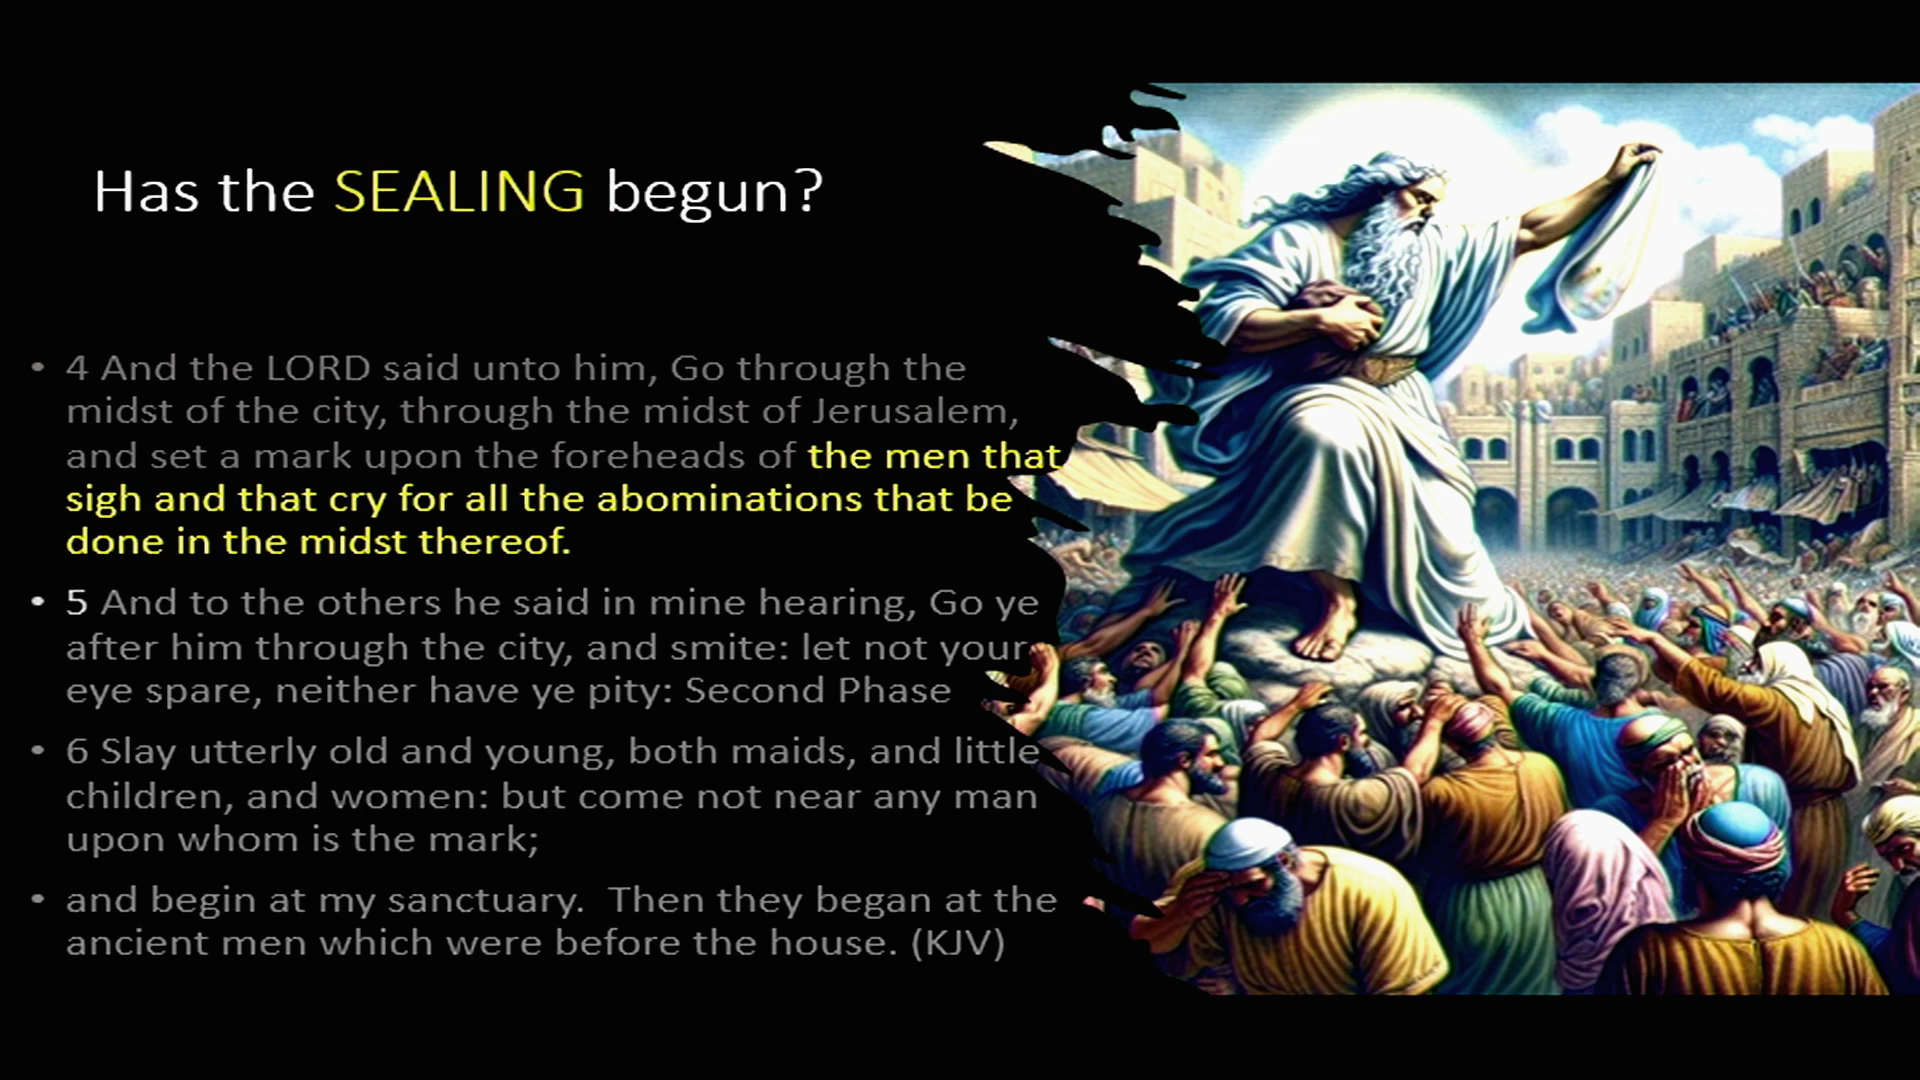 Has the SEALING begun?
• 4 And the LORD said unto him, Go through the
midst of the city, through the midst of Jerusalem,
and set a mark upon the foreheads of the men that
sigh and that cry for all the abominations that be
done in the midst thereof.
• 5 And to the others he said in mine hearing, Go ye
after him through the city, and smite: let not your
eye spare, neither have ye pity: Second Phase
• 6 Slay utterly old and young, both maids, and little
children, and women: but come not near any man
upon whom is the mark;
• and begin at my sanctuary.  Then they began at the
ancient men which were before the house. (KJV)